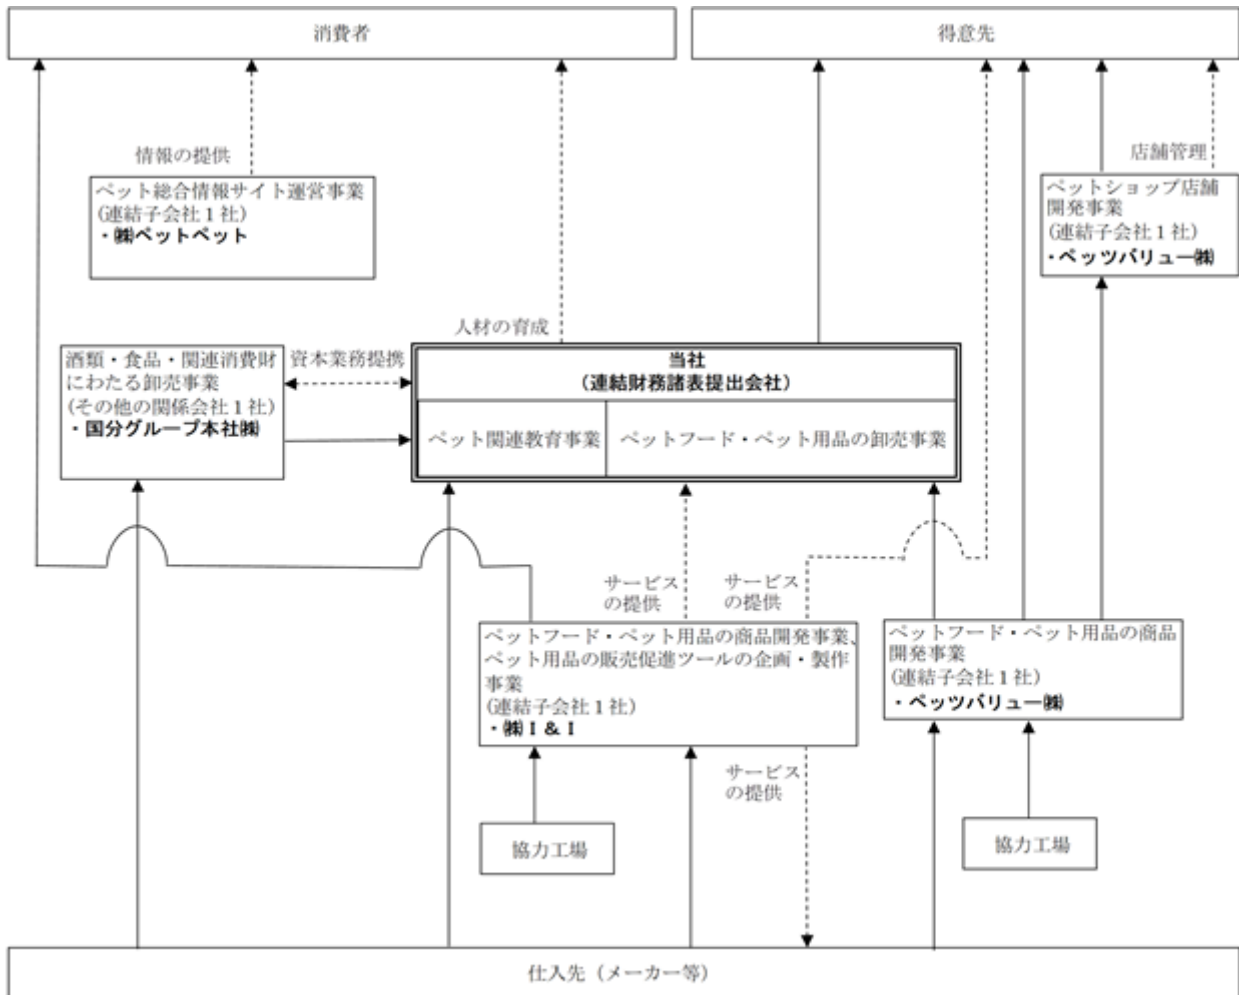 消費者
得意先
情報の提供
店舗管理
ペット総合情報サイト運営事業
(連結子会社１社)
・㈱ペットペット
ペットショップ店舗
開発事業
(連結子会社１社)
・ペッツバリュー㈱
人材の育成
酒類・食品・関連消費財
にわたる卸売事業
(その他の関係会社１社)
・国分グループ本社㈱
資本業務提携
当社
（連結財務諸表提出会社）
ペット関連教育事業
ペットフード・ペット用品の卸売事業
サービス
の提供
サービス
の提供
ペットフード・ペット用品の商品開発事業、
ペット用品の販売促進ツールの企画・製作
事業
(連結子会社１社)
・㈱Ｉ＆Ｉ
ペットフード・ペット用品の商品
開発事業
(連結子会社１社)
・ペッツバリュー㈱
サービス
の提供
協力工場
協力工場
仕入先（メーカー等）